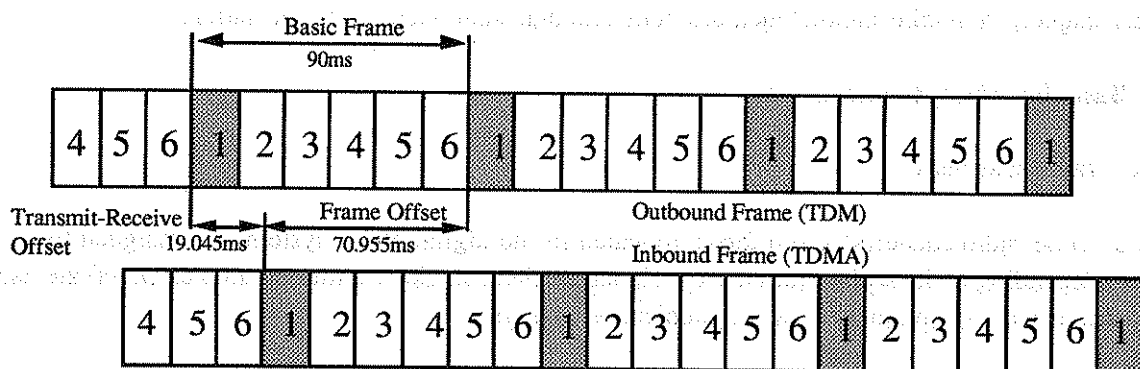 Basic Frame
90ms
4 5 6 1 2 3 4 5 6 1 2 3 4 5 6 1 2 3 4 5 6 1
Transmit-Receive Offset
19.045ms
Frame Offset
70.955ms
Outbound Frame (TDM)
Inbound Frame (TDMA)
4 5 6 1 2 3 4 5 6 1 2 3 4 5 6 1 2 3 4 5 6 1